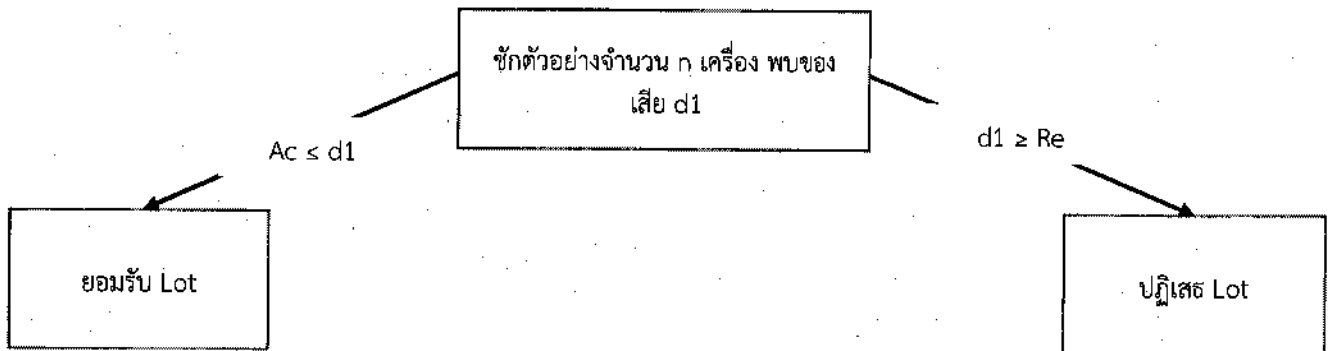 ชักตัวอย่างจำนวน n เครื่อง พบของ
เสีย d1
Ac ≤ d1
d1 ≥ Re
ยอมรับ Lot
ปฏิเสธ Lot